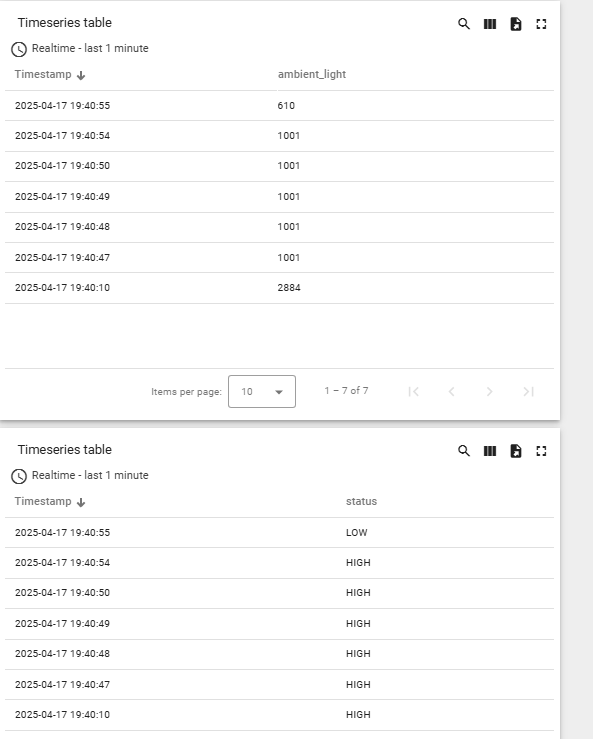 Timeseries table
Realtime - last 1 minute
Timestamp ambient_light
2025-04-17 19:40:55 610
2025-04-17 19:40:54 1001
2025-04-17 19:40:50 1001
2025-04-17 19:40:49 1001
2025-04-17 19:40:48 1001
2025-04-17 19:40:47 1001
2025-04-17 19:40:10 2884
Items per page: 10 1 – 7 of 7
Timeseries table
Realtime - last 1 minute
Timestamp status
2025-04-17 19:40:55 LOW
2025-04-17 19:40:54 HIGH
2025-04-17 19:40:50 HIGH
2025-04-17 19:40:49 HIGH
2025-04-17 19:40:48 HIGH
2025-04-17 19:40:47 HIGH
2025-04-17 19:40:10 HIGH